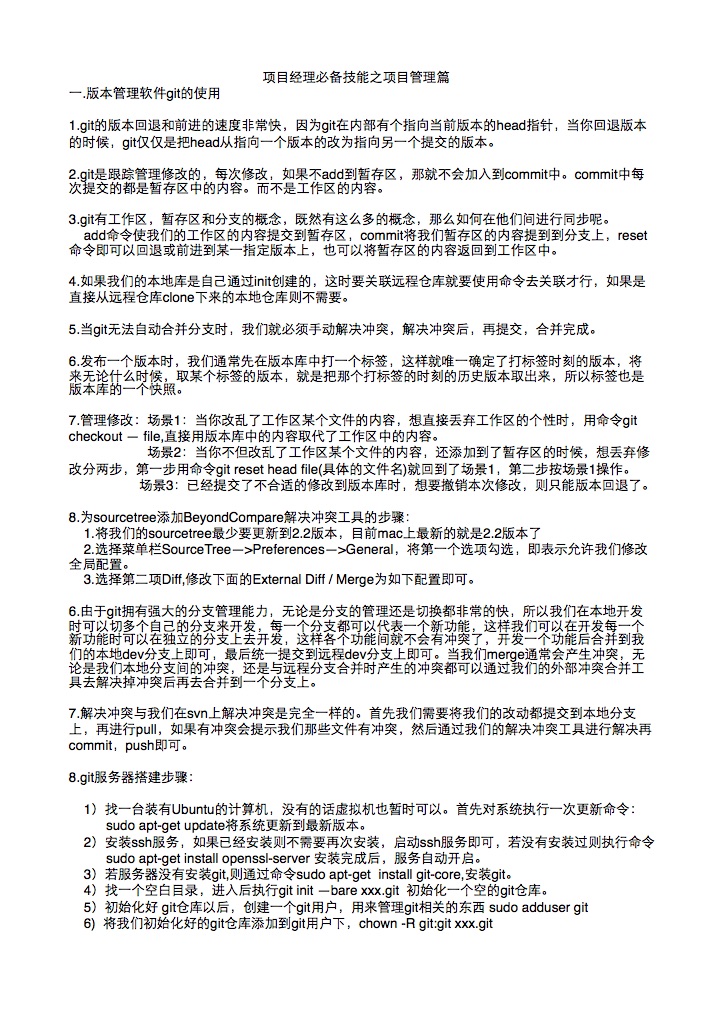 项目经理必备技能之项目管理篇
一.版本管理软件git的使用
1.git的版本回退和前进的速度非常快，因为git在内部有个指向当前版本的head指针，当你回退版本
的时候，git仅仅是把head从指向一个版本的改为指向另一个提交的版本。
2.git是跟踪管理修改的，每次修改，如果不add到暂存区，那就不会加入到commit中。commit中每
次提交的都是暂存区中的内容。而不是工作区的内容。
3.git有工作区，暂存区和分支的概念，既然有这么多的概念，那么如何在他们间进行同步呢。
add命令使我们的工作区的内容提交到暂存区，commit将我们暂存区的内容提到到分支上，reset
命令即可以回退或前进到某一指定版本上，也可以将暂存区的内容返回到工作区中。
4.如果我们的本地库是自己通过init创建的，这时要关联远程仓库就要使用命令去关联才行，如果是
直接从远程仓库clone下来的本地仓库则不需要。
5.当git无法自动合并分支时，我们就必须手动解决冲突，解决冲突后，再提交，合并完成。
6.发布一个版本时，我们通常先在版本库中打一个标签，这样就唯一确定了打标签时刻的版本，将
来无论什么时候，取某个标签的版本，就是把那个打标签的时刻的历史版本取出来，所以标签也是
版本库的一个快照。
7.管理修改：场景1：当你改乱了工作区某个文件的内容，想直接丢弃工作区的个性时，用命令git
checkout — file,直接用版本库中的内容取代了工作区中的内容。
场景2：当你不但改乱了工作区某个文件的内容，还添加到了暂存区的时候，想丢弃修
改分两步，第一步用命令git reset head file(具体的文件名)就回到了场景1，第二步按场景1操作。
场景3：已经提交了不合适的修改到版本库时，想要撤销本次修改，则只能版本回退了。
8.为sourcetree添加BeyondCompare解决冲突工具的步骤：
1.将我们的sourcetree最少要更新到2.2版本，目前mac上最新的就是2.2版本了
2.选择菜单栏SourceTree—>Preferences—>General，将第一个选项勾选，即表示允许我们修改
全局配置。
3.选择第二项Diff,修改下面的External Diff / Merge为如下配置即可。
6.由于git拥有强大的分支管理能力，无论是分支的管理还是切换都非常的快，所以我们在本地开发
时可以切多个自己的分支来开发，每一个分支都可以代表一个新功能，这样我们可以在开发每一个
新功能时可以在独立的分支上去开发，这样各个功能间就不会有冲突了，开发一个功能后合并到我
们的本地dev分支上即可，最后统一提交到远程dev分支上即可。当我们merge通常会产生冲突，无
论是我们本地分支间的冲突，还是与远程分支合并时产生的冲突都可以通过我们的外部冲突合并工
具去解决掉冲突后再去合并到一个分支上。
7.解决冲突与我们在svn上解决冲突是完全一样的。首先我们需要将我们的改动都提交到本地分支
上，再进行pull，如果有冲突会提示我们那些文件有冲突，然后通过我们的解决冲突工具进行解决再
commit，push即可。
8.git服务器搭建步骤：
1）找一台装有Ubuntu的计算机，没有的话虚拟机也暂时可以。首先对系统执行一次更新命令：
sudo apt-get update将系统更新到最新版本。
2）安装ssh服务，如果已经安装则不需要再次安装，启动ssh服务即可，若没有安装过则执行命令
sudo apt-get install openssl-server 安装完成后，服务自动开启。
3）若服务器没有安装git,则通过命令sudo apt-get  install git-core,安装git。
4）找一个空白目录，进入后执行git init —bare xxx.git  初始化一个空的git仓库。
5）初始化好 git仓库以后，创建一个git用户，用来管理git相关的东西 sudo adduser git
6）将我们初始化好的git仓库添加到git用户下，chown -R git:git xxx.git